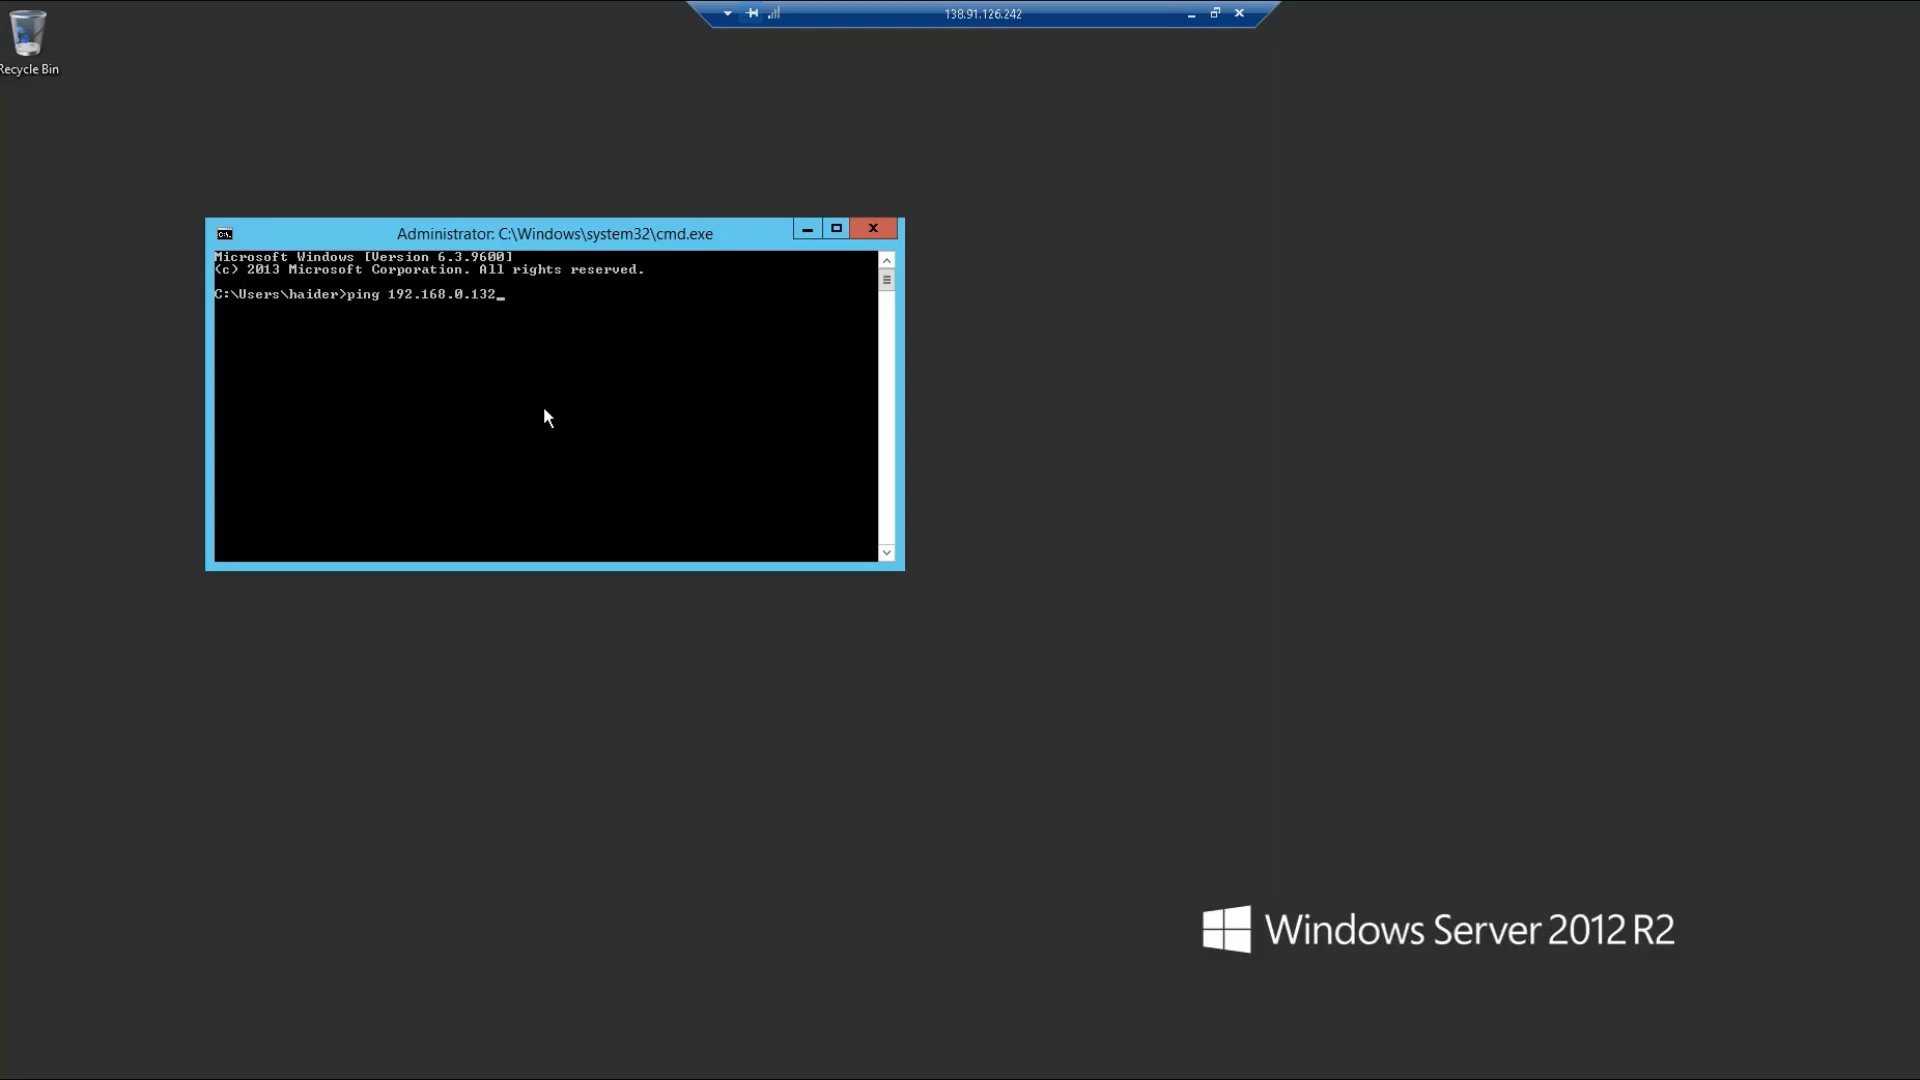 138.91.126.242
Recycle Bin
Administrator: C:\Windows\system32\cmd.exe
Microsoft Windows [Version 6.3.9600]
(c) 2013 Microsoft Corporation. All rights reserved.
C:\Users\haider>ping 192.168.0.132_
Windows Server 2012 R2